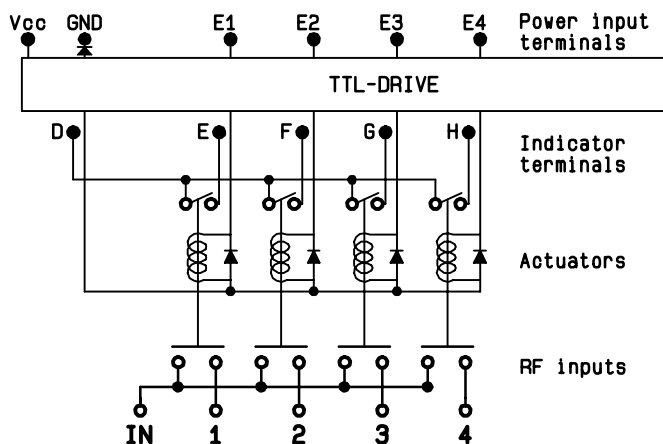 Vcc GND E1 E2 E3 E4 Power input
terminals
TTL-DRIVE
D E F G H Indicator
terminals
Actuators
RF inputs
IN 1 2 3 4